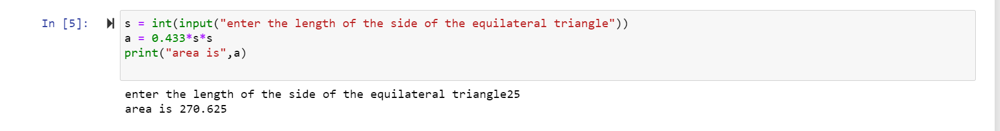 In [5]: s = int(input("enter the length of the side of the equilateral triangle"))
a = 0.433*s*s
print("area is",a)
enter the length of the side of the equilateral triangle25
area is 270.625